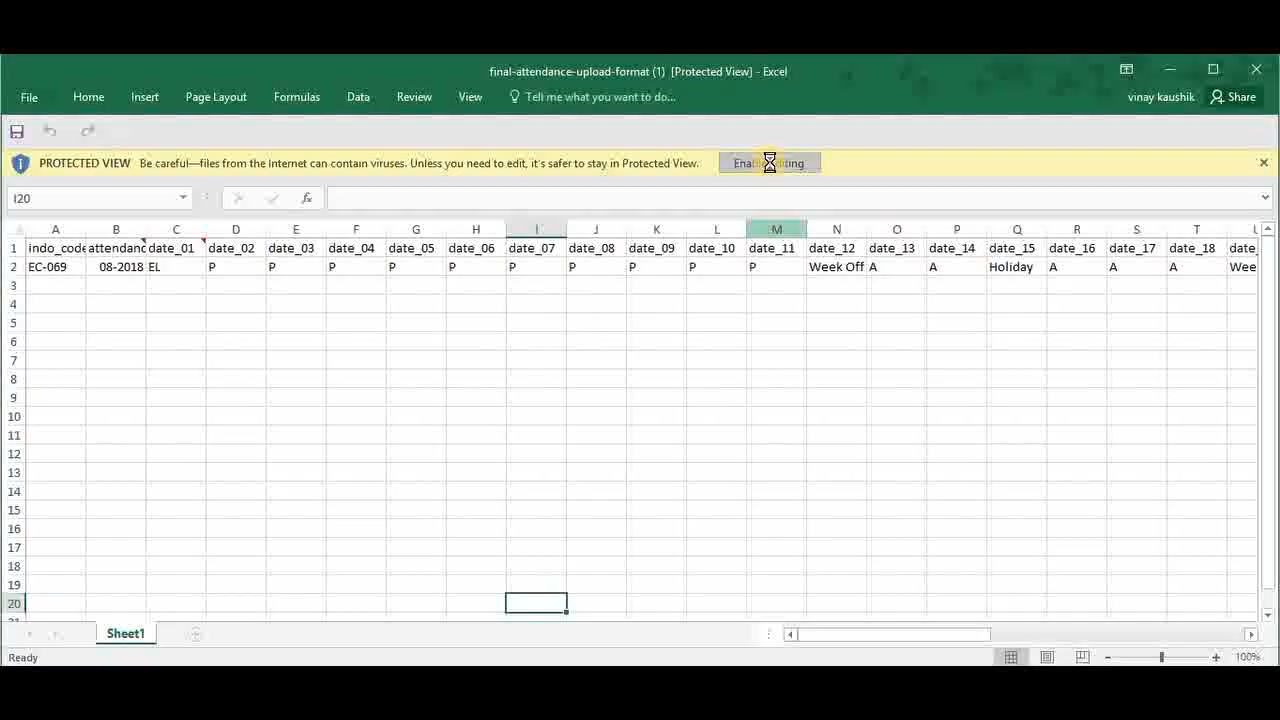 final-attendance-upload-format (1) [Protected View] - Excel
File Home Insert Page Layout Formulas Data Review View Tell me what you want to do... vinay kaushik Share
PROTECTED VIEW Be careful—files from the Internet can contain viruses. Unless you need to edit, it's safer to stay in Protected View.
I20 fx
A B C D E F G H I J K L M N O P Q R S T
1 indo_code attendanc date_01 date_02 date_03 date_04 date_05 date_06 date_07 date_08 date_09 date_10 date_11 date_12 date_13 date_14 date_15 date_16 date_17 date_18 date_
2 EC-069 08-2018 EL P P P P P P P P P P Week Off A A Holiday A A A Wee
3
4
5
6
7
8
9
10
11
12
13
14
15
16
17
18
19
20
Sheet1
Ready 100%